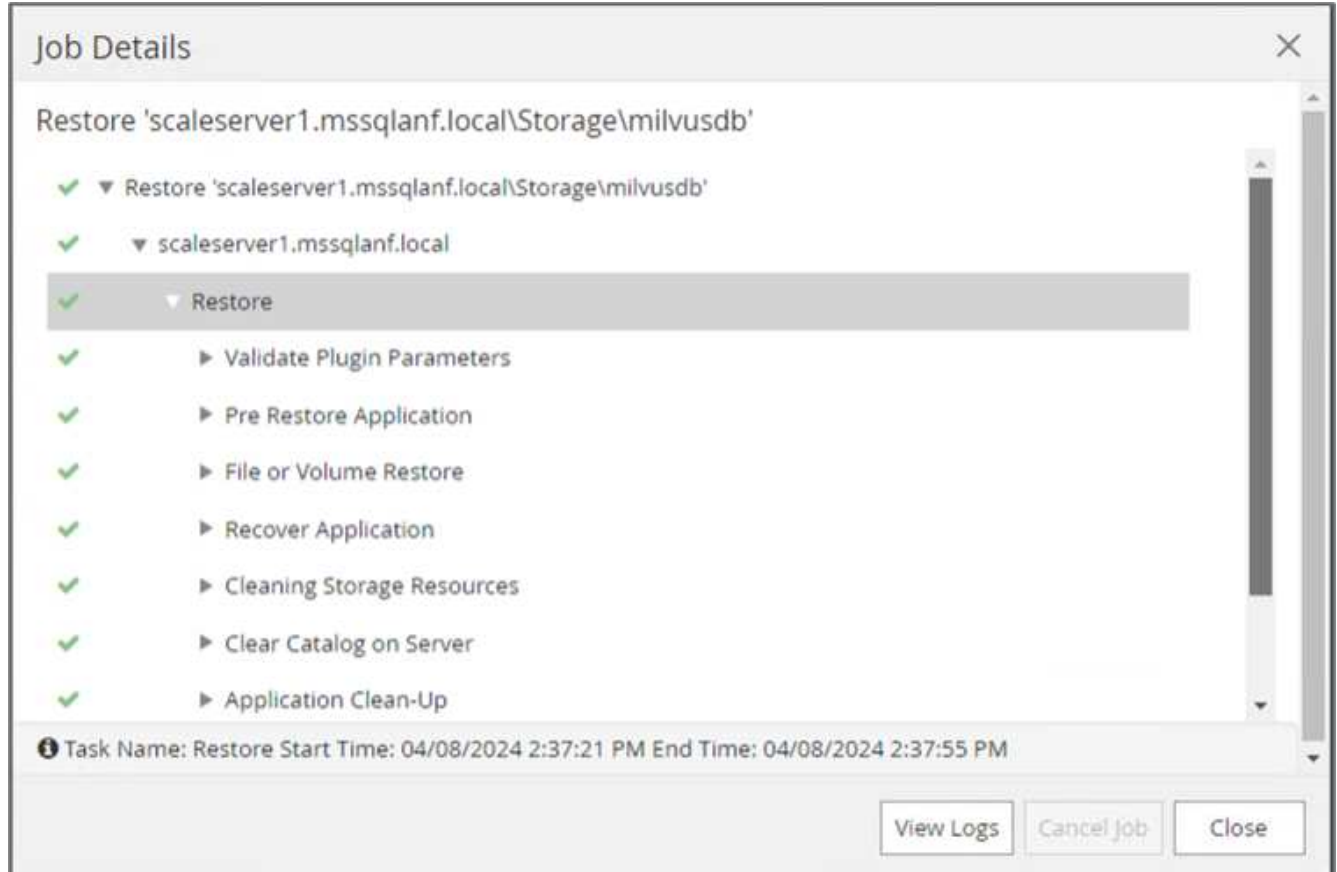 Job Details
Restore 'scaleserver1.mssqlanf.local\Storage\milvusdb'
Restore 'scaleserver1.mssqlanf.local\Storage\milvusdb'
scaleserver1.mssqlanf.local
Restore
Validate Plugin Parameters
Pre Restore Application
File or Volume Restore
Recover Application
Cleaning Storage Resources
Clear Catalog on Server
Application Clean-Up
Task Name: Restore Start Time: 04/08/2024 2:37:21 PM End Time: 04/08/2024 2:37:55 PM
View Logs Cancel Job Close